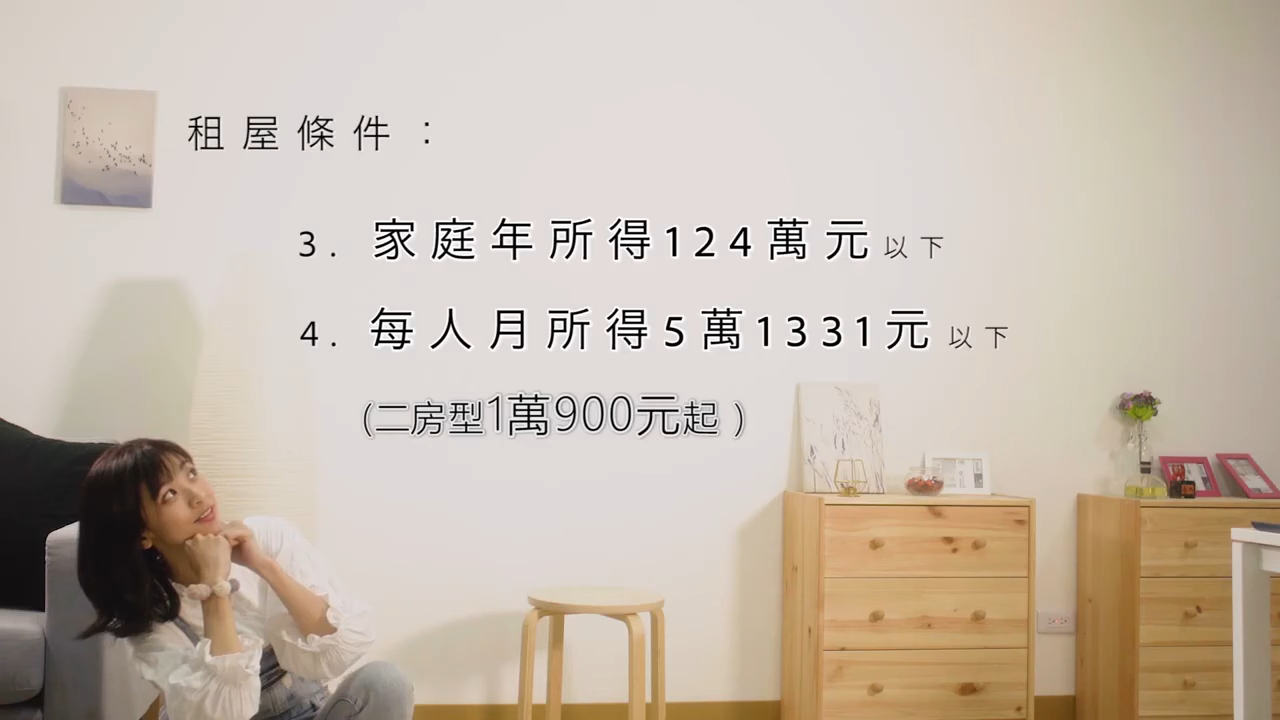 租屋條件：
3. 家庭年所得124萬元以下
4. 每人月所得5萬1331元以下
(二房型1萬900元起)